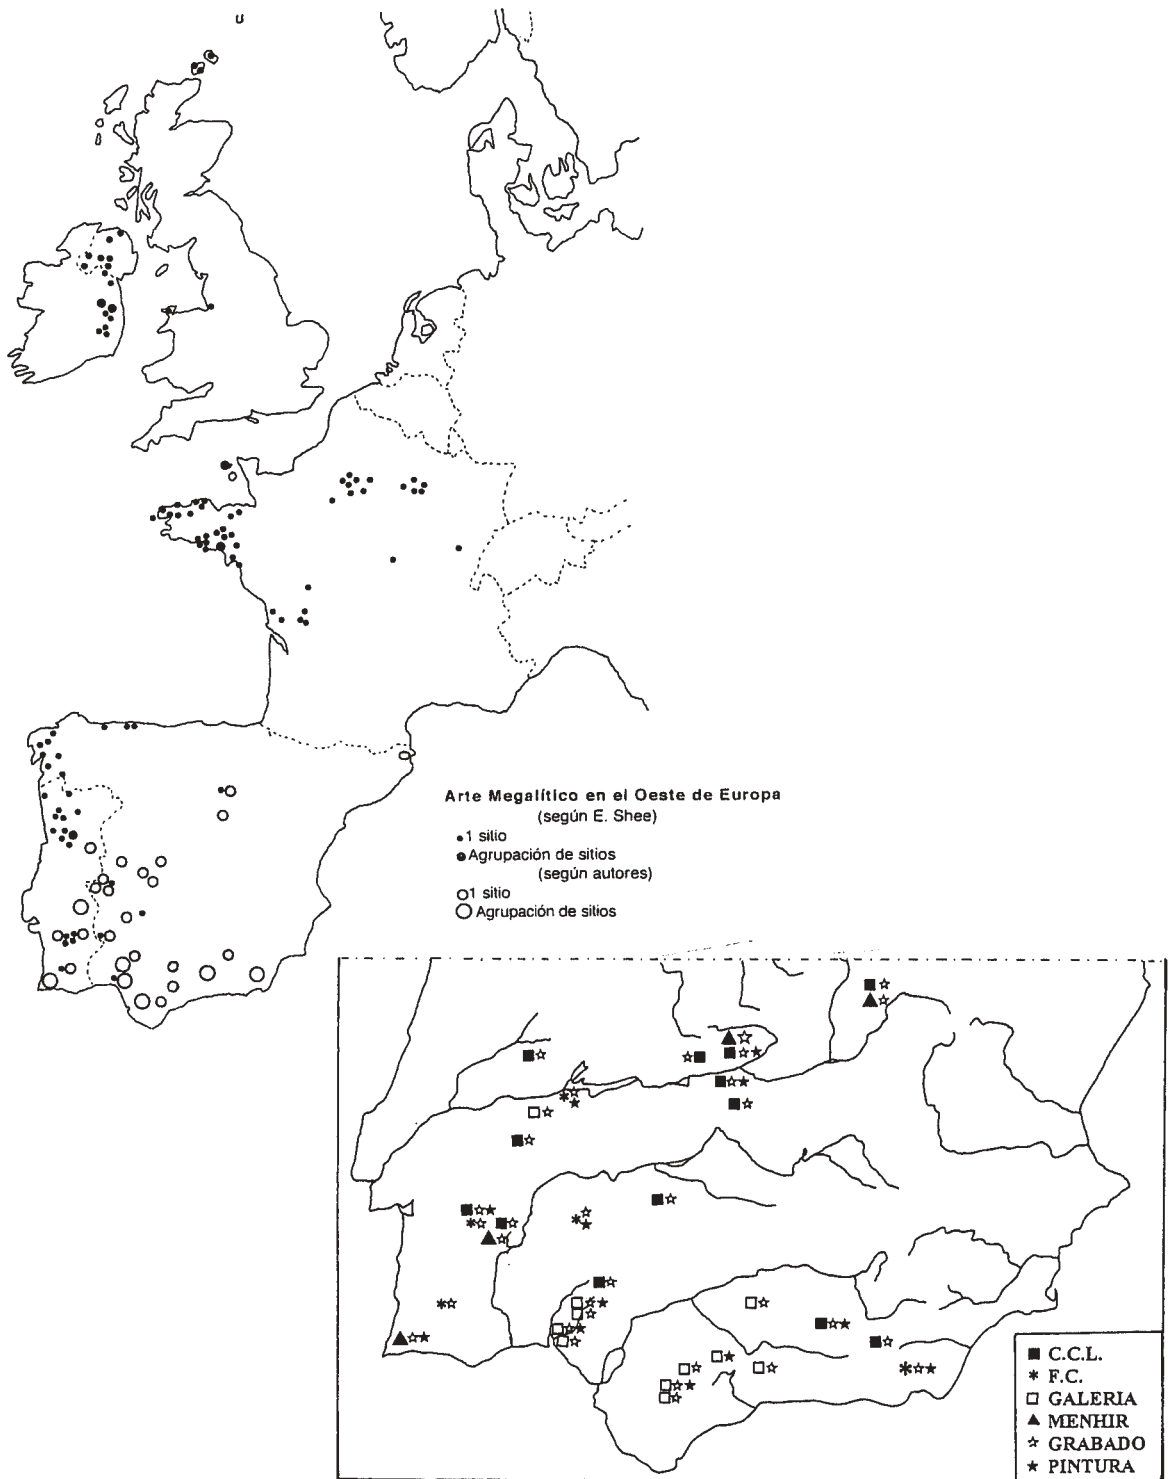 Arte Megalítico en el Oeste de Europa
(según E. Shee)
1 sitio
Agrupación de sitios
(según autores)
1 sitio
Agrupación de sitios
C.C.L.
F.C.
GALERIA
MENHIR
GRABADO
PINTURA